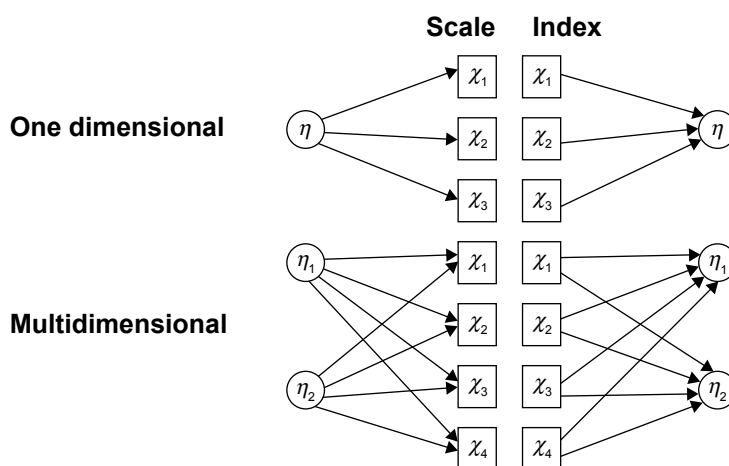 Scale Index
χ1 χ1
One dimensional η χ2 χ2 η
χ3 χ3
η1 χ1 χ1 η1
Multidimensional χ2 χ2
η2 χ3 χ3 η2
χ4 χ4